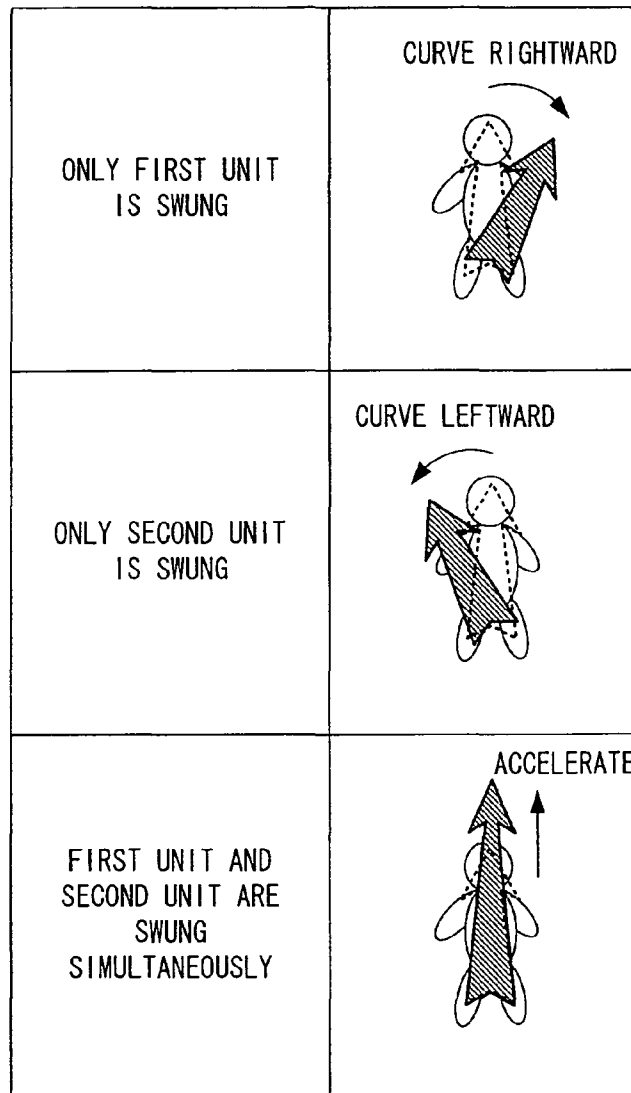 CURVE RIGHTWARD
ONLY FIRST UNIT
IS SWUNG
CURVE LEFTWARD
ONLY SECOND UNIT
IS SWUNG
ACCELERATE
FIRST UNIT AND
SECOND UNIT ARE
SWUNG
SIMULTANEOUSLY